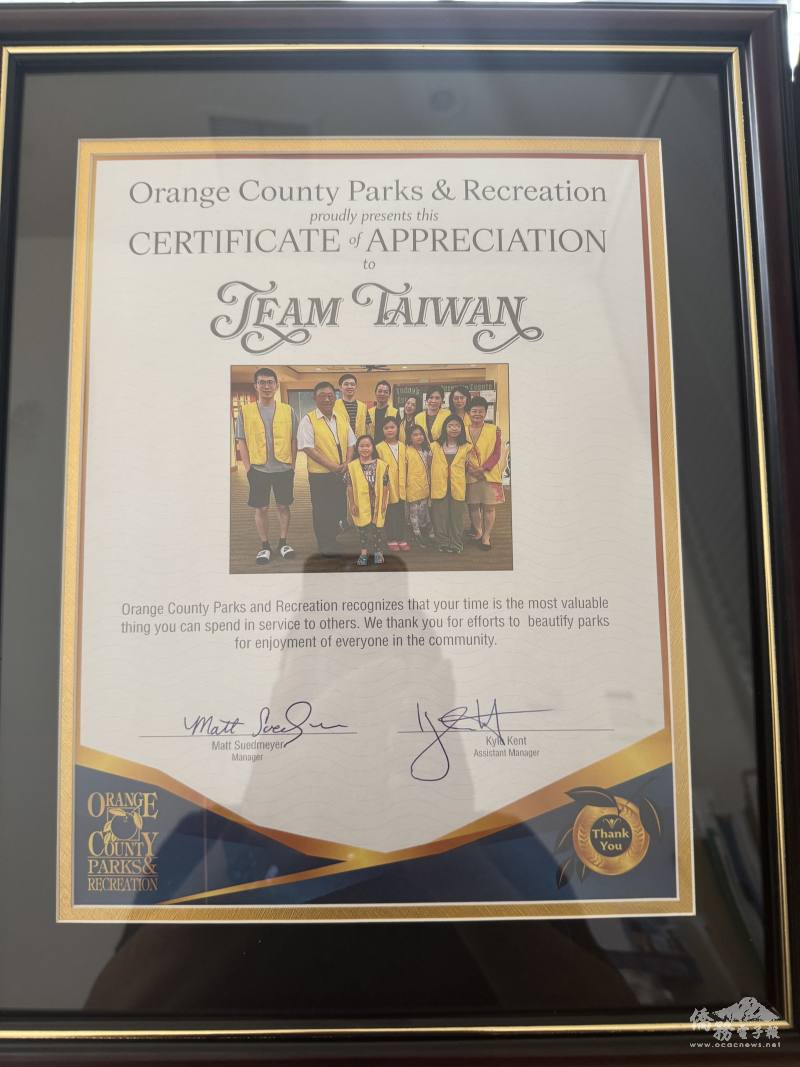 Orange County Parks & Recreation
proudly presents this
CERTIFICATE of APPRECIATION
to
TEAM TAIWAN
Orange County Parks and Recreation recognizes that your time is the most valuable
thing you can spend in service to others. We thank you for efforts to beautify parks
for enjoyment of everyone in the community.
Matt Suedmeyer
Manager
Kyle Kent
Assistant Manager
ORANGE
COUNTY
PARKS &
RECREATION
Thank
You
僑務電子報
www.ocacnews.net